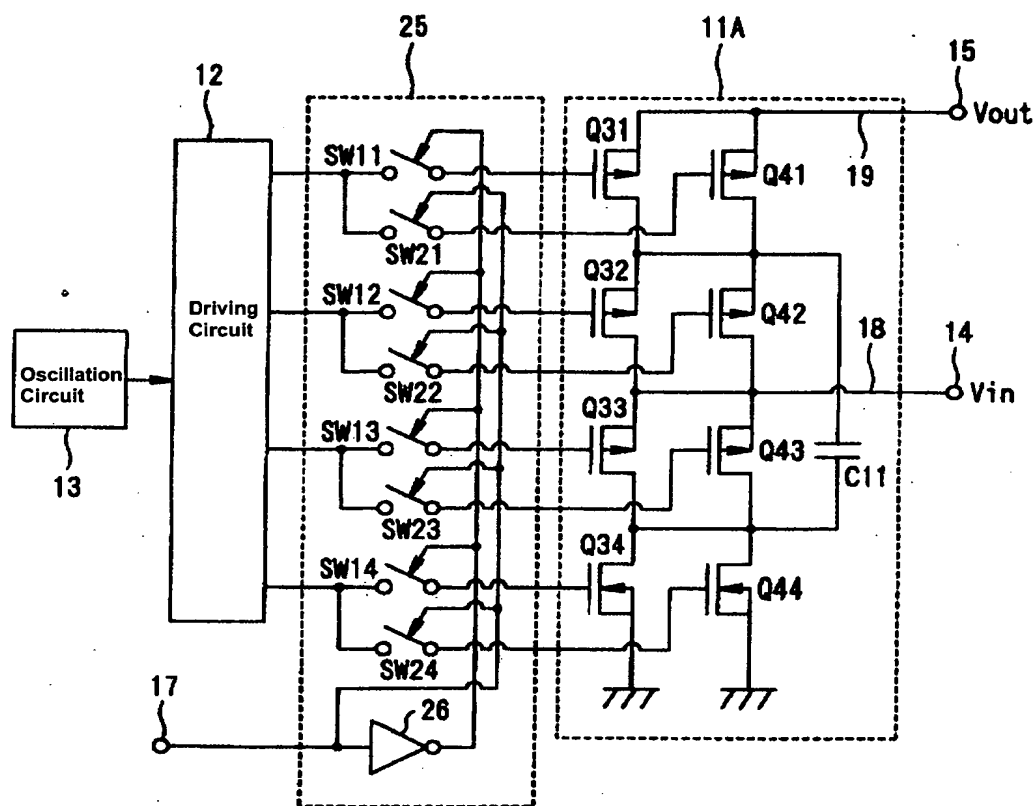 25
11A
15
12
Vout
Q31
SW11
Q41
19
SW21
Q32
SW12
Driving
Circuit
Q42
18
14
Oscillation
Circuit
SW22
Vin
Q33
SW13
Q43
C11
13
SW23
Q34
SW14
Q44
SW24
17
26